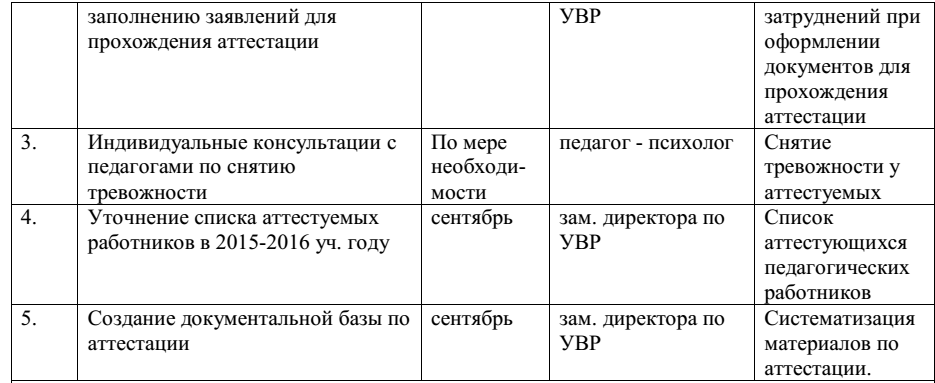 заполнению заявлений для
прохождения аттестации
УВР
затруднений при
оформлении
документов для
прохождения
аттестации
3.
Индивидуальные консультации с
педагогами по снятию
тревожности
По мере
необходи-
мости
педагог - психолог
Снятие
тревожности у
аттестуемых
4.
Уточнение списка аттестуемых
работников в 2015-2016 уч. году
сентябрь
зам. директора по
УВР
Список
аттестующихся
педагогических
работников
5.
Создание документальной базы по
аттестации
сентябрь
зам. директора по
УВР
Систематизация
материалов по
аттестации.